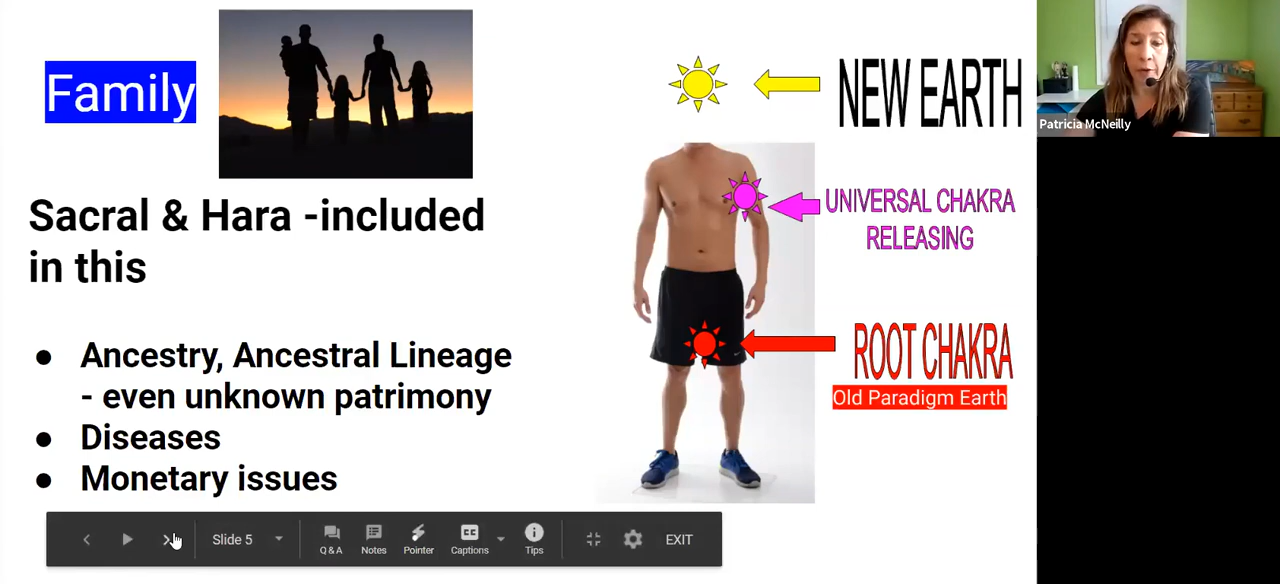 Family
Sacral & Hara -included
in this
● Ancestry, Ancestral Lineage
- even unknown patrimony
● Diseases
● Monetary issues
NEW EARTH
UNIVERSAL CHAKRA
RELEASING
ROOT CHAKRA
Old Paradigm Earth
Patricia McNeilly
Slide 5
Q & A
Notes
Pointer
CC
Captions
Tips
EXIT